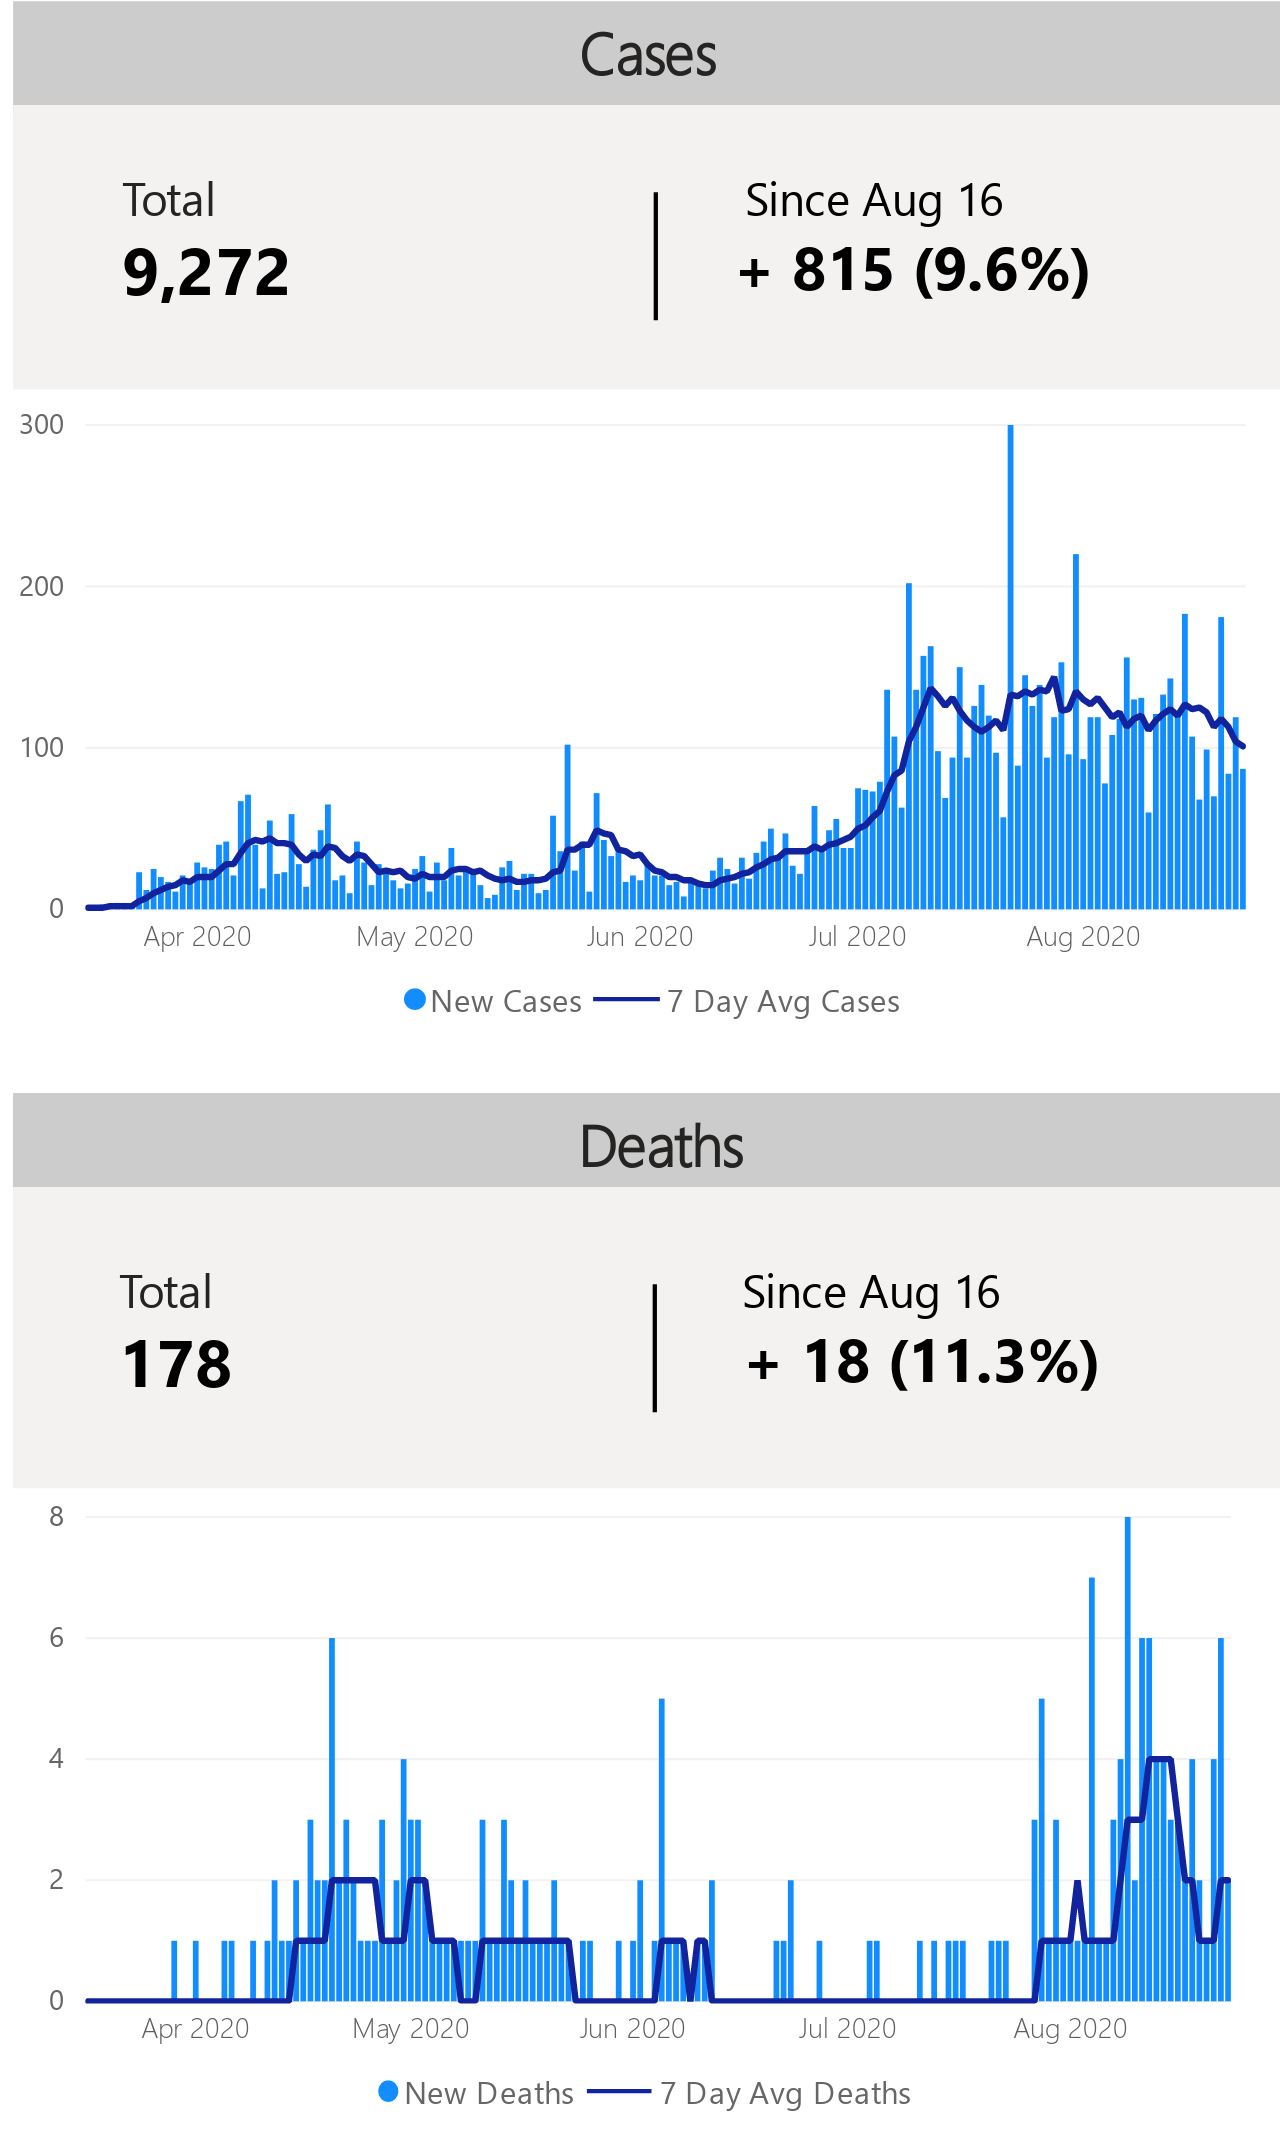 Cases
Total
Since Aug 16
9,272
+ 815 (9.6%)
300
200
100
0
Apr 2020
May 2020
Jun 2020
Jul 2020
Aug 2020
New Cases
7 Day Avg Cases
Deaths
Total
Since Aug 16
178
+ 18 (11.3%)
8
6
4
2
0
Apr 2020
May 2020
Jun 2020
Jul 2020
Aug 2020
New Deaths
7 Day Avg Deaths